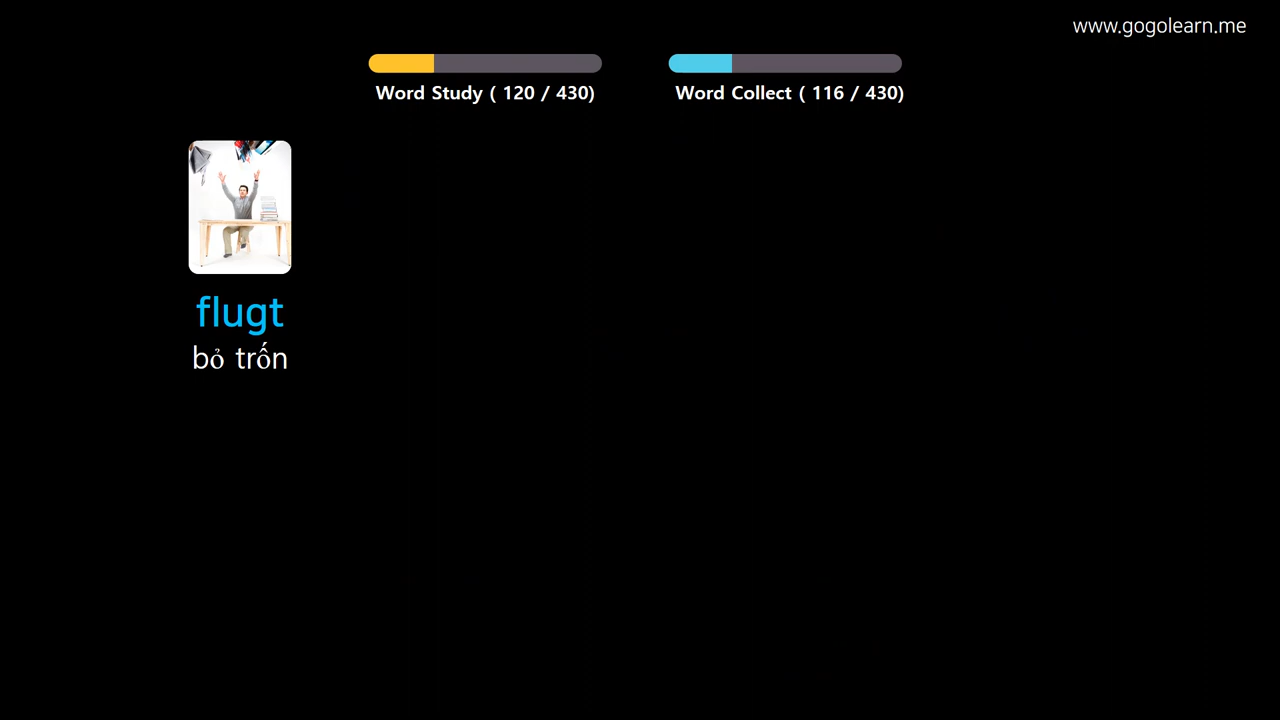 www.gogolearn.me
Word Study ( 120 / 430)
Word Collect ( 116 / 430)
flugt
bỏ trốn